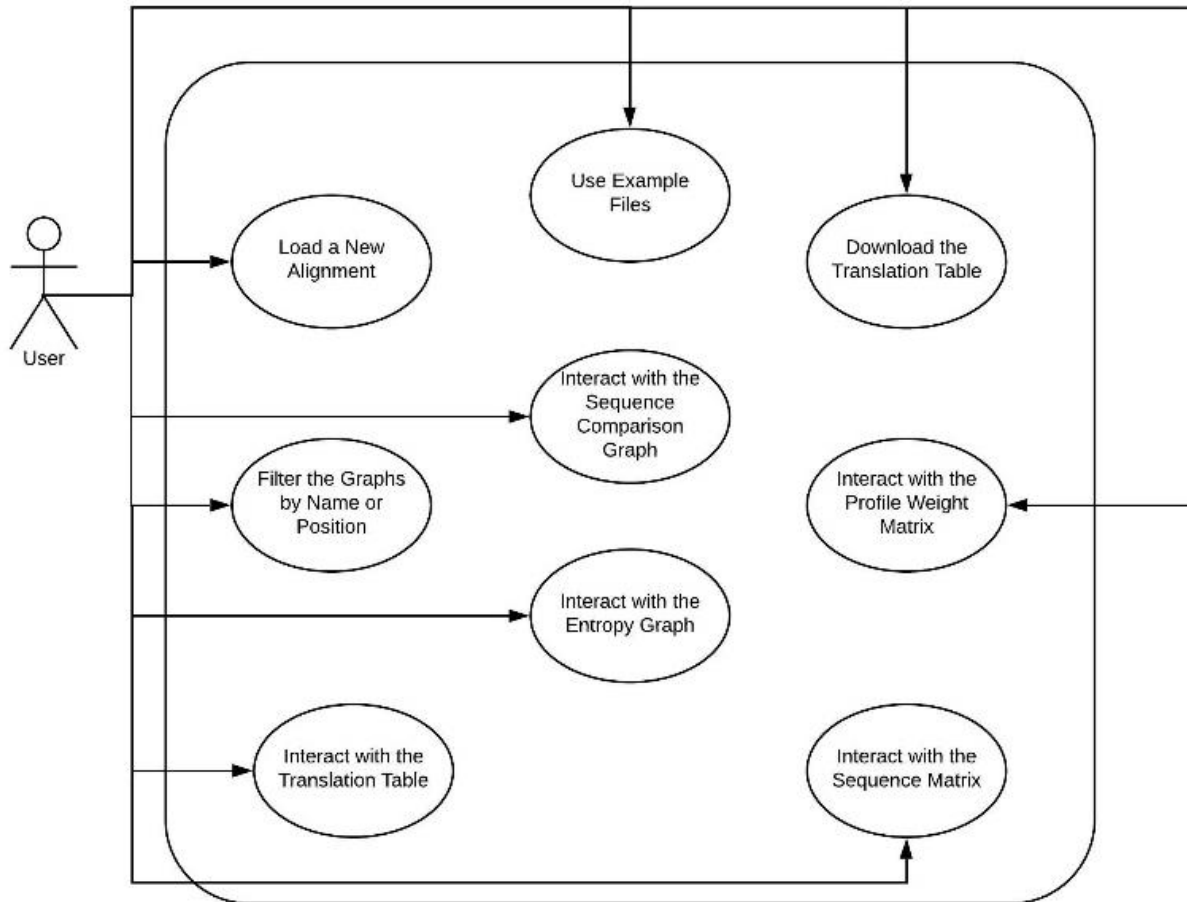 Use Example
Files
Load a New
Alignment
Download the
Translation Table
User
Interact with the
Sequence
Comparison
Graph
Filter the Graphs
by Name or
Position
Interact with the
Profile Weight
Matrix
Interact with the
Entropy Graph
Interact with the
Translation Table
Interact with the
Sequence Matrix